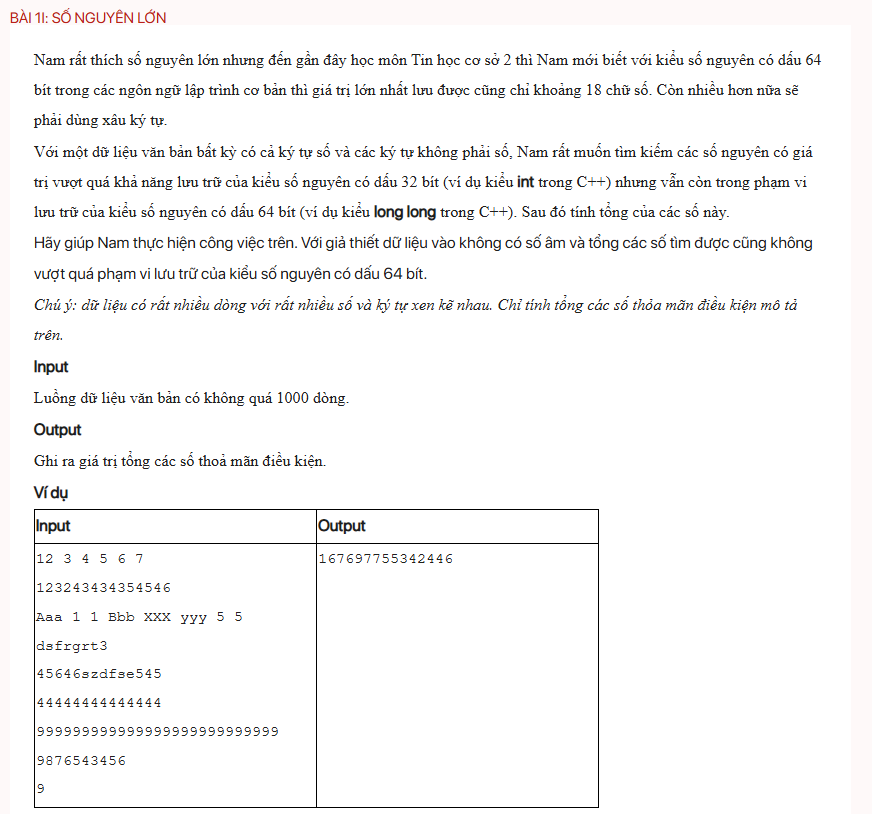 BÀI 1I: SỐ NGUYÊN LỚN
Nam rất thích số nguyên lớn nhưng đến gần đây học môn Tin học cơ sở 2 thì Nam mới biết với kiểu số nguyên có dấu 64
bít trong các ngôn ngữ lập trình cơ bản thì giá trị lớn nhất lưu được cũng chỉ khoảng 18 chữ số. Còn nhiều hơn nữa sẽ
phải dùng xâu ký tự.
Với một dữ liệu văn bản bất kỳ có cả ký tự số và các ký tự không phải số, Nam rất muốn tìm kiếm các số nguyên có giá
trị vượt quá khả năng lưu trữ của kiểu số nguyên có dấu 32 bít (ví dụ kiểu int trong C++) nhưng vẫn còn trong phạm vi
lưu trữ của kiểu số nguyên có dấu 64 bít (ví dụ kiểu long long trong C++). Sau đó tính tổng của các số này.
Hãy giúp Nam thực hiện công việc trên. Với giả thiết dữ liệu vào không có số âm và tổng các số tìm được cũng không
vượt quá phạm vi lưu trữ của kiểu số nguyên có dấu 64 bít.
Chú ý: dữ liệu có rất nhiều dòng với rất nhiều số và ký tự xen kẽ nhau. Chỉ tính tổng các số thỏa mãn điều kiện mô tả
trên.
Input
Luồng dữ liệu văn bản có không quá 1000 dòng.
Output
Ghi ra giá trị tổng các số thoả mãn điều kiện.
Ví dụ
Input Output
12 3 4 5 6 7 167697755342446
123243434354546
Aaa 1 1 Bbb XXX yyy 5 5
dsfrgrt3
45646szdfse545
44444444444444
999999999999999999999999999
9876543456
9